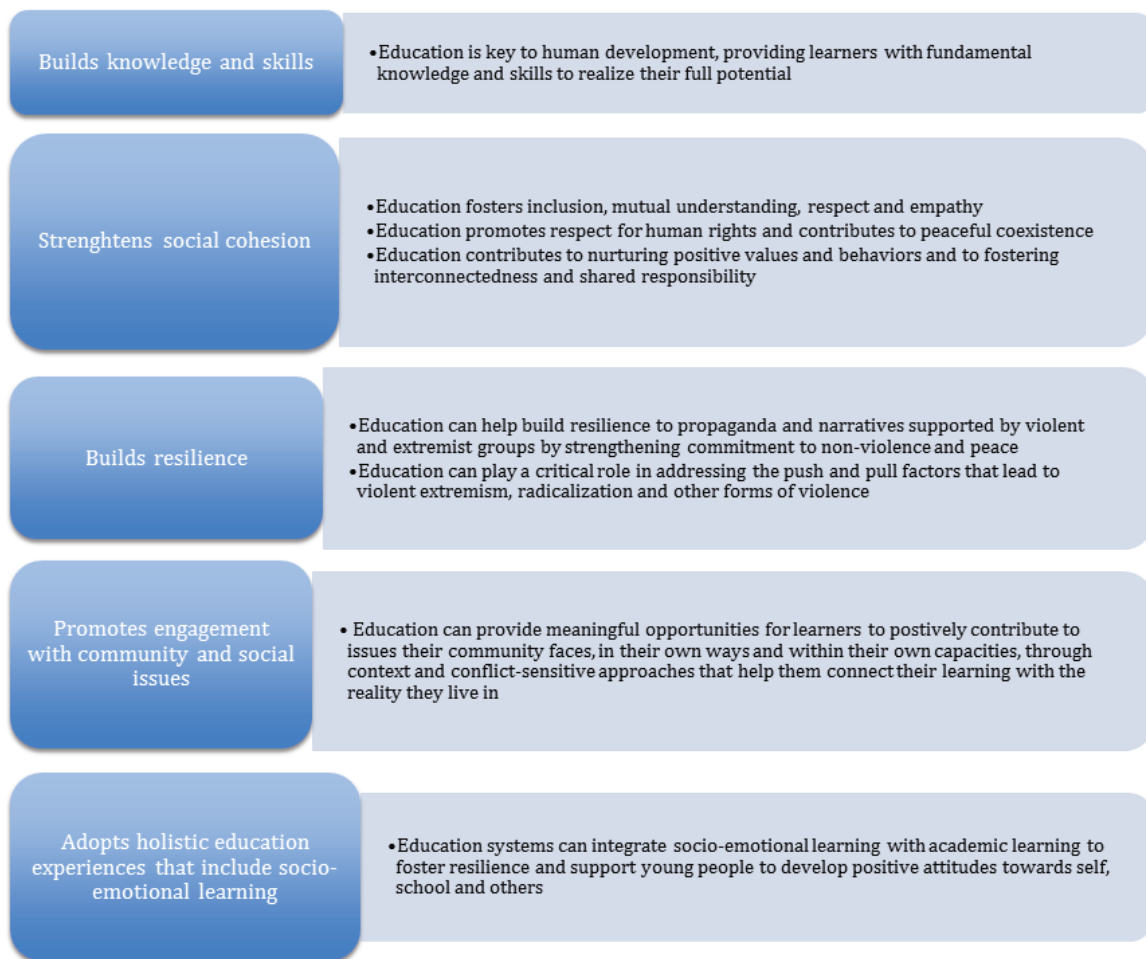 Builds knowledge and skills
•Education is key to human development, providing learners with fundamental
knowledge and skills to realize their full potential
Strenghtens social cohesion
•Education fosters inclusion, mutual understanding, respect and empathy
•Education promotes respect for human rights and contributes to peaceful coexistence
•Education contributes to nurturing positive values and behaviors and to fostering
interconnectedness and shared responsibility
Builds resilience
•Education can help build resilience to propaganda and narratives supported by violent
and extremist groups by strengthening commitment to non-violence and peace
•Education can play a critical role in addressing the push and pull factors that lead to
violent extremism, radicalization and other forms of violence
Promotes engagement
with community and social
issues
• Education can provide meaningful opportunities for learners to postively contribute to
issues their community faces, in their own ways and within their own capacities, through
context and conflict-sensitive approaches that help them connect their learning with the
reality they live in
Adopts holistic education
experiences that include socio-
emotional learning
•Education systems can integrate socio-emotional learning with academic learning to
foster resilience and support young people to develop positive attitudes towards self,
school and others